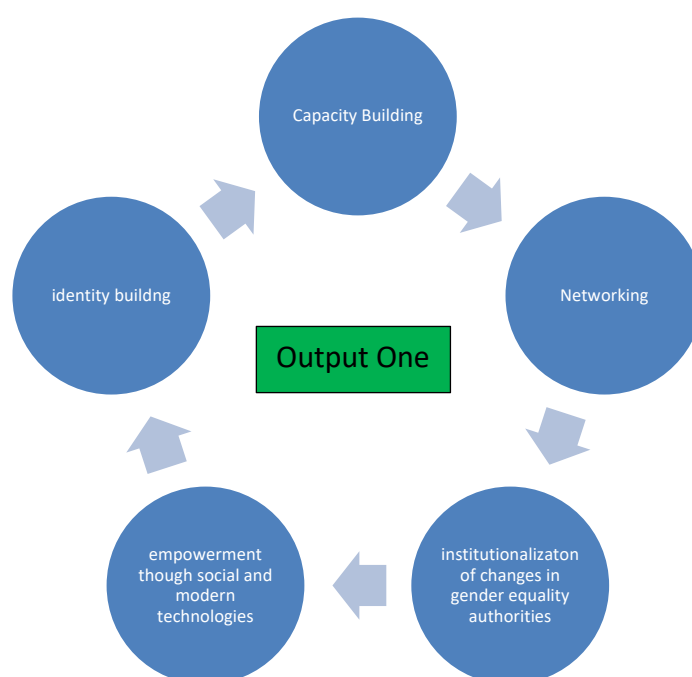 Capacity Building
identity buildng
Networking
Output One
empowerment
though social and
modern
technologies
institutionalizaton
of changes in
gender equality
authorities